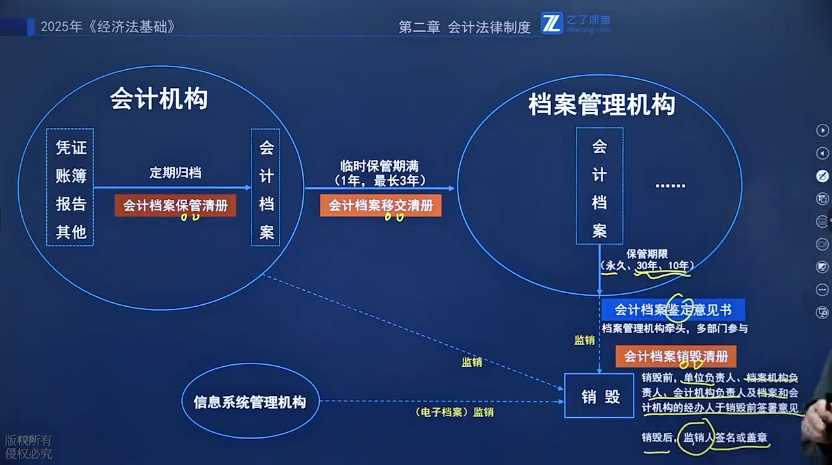 2025年《经济法基础》
第二章 会计法律制度
之了课堂
会计机构
凭证
账簿
报告
其他
定期归档
会计档案保管清册
会计档案
临时保管期满
（1年，最长3年）
会计档案移交清册
档案管理机构
会计档案
……
保管期限
（永久、30年、10年）
会计档案鉴定意见书
档案管理机构牵头，多部门参与
监销
会计档案销毁清册
监销
销毁
信息系统管理机构
（电子档案）监销
销毁前，单位负责人、档案机构负
责人、会计机构负责人及档案和会
计机构的经办人于销毁前签署意见
销毁后，监销人签名或盖章
版权所有
侵权必究